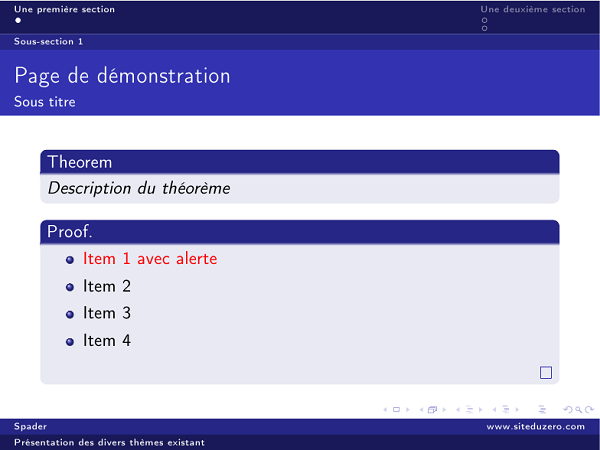 Une première section
Une deuxième section
Sous-section 1
Page de démonstration
Sous titre
Theorem
Description du théorème
Proof.
Item 1 avec alerte
Item 2
Item 3
Item 4
Spader
www.siteduzero.com
Présentation des divers thèmes existant